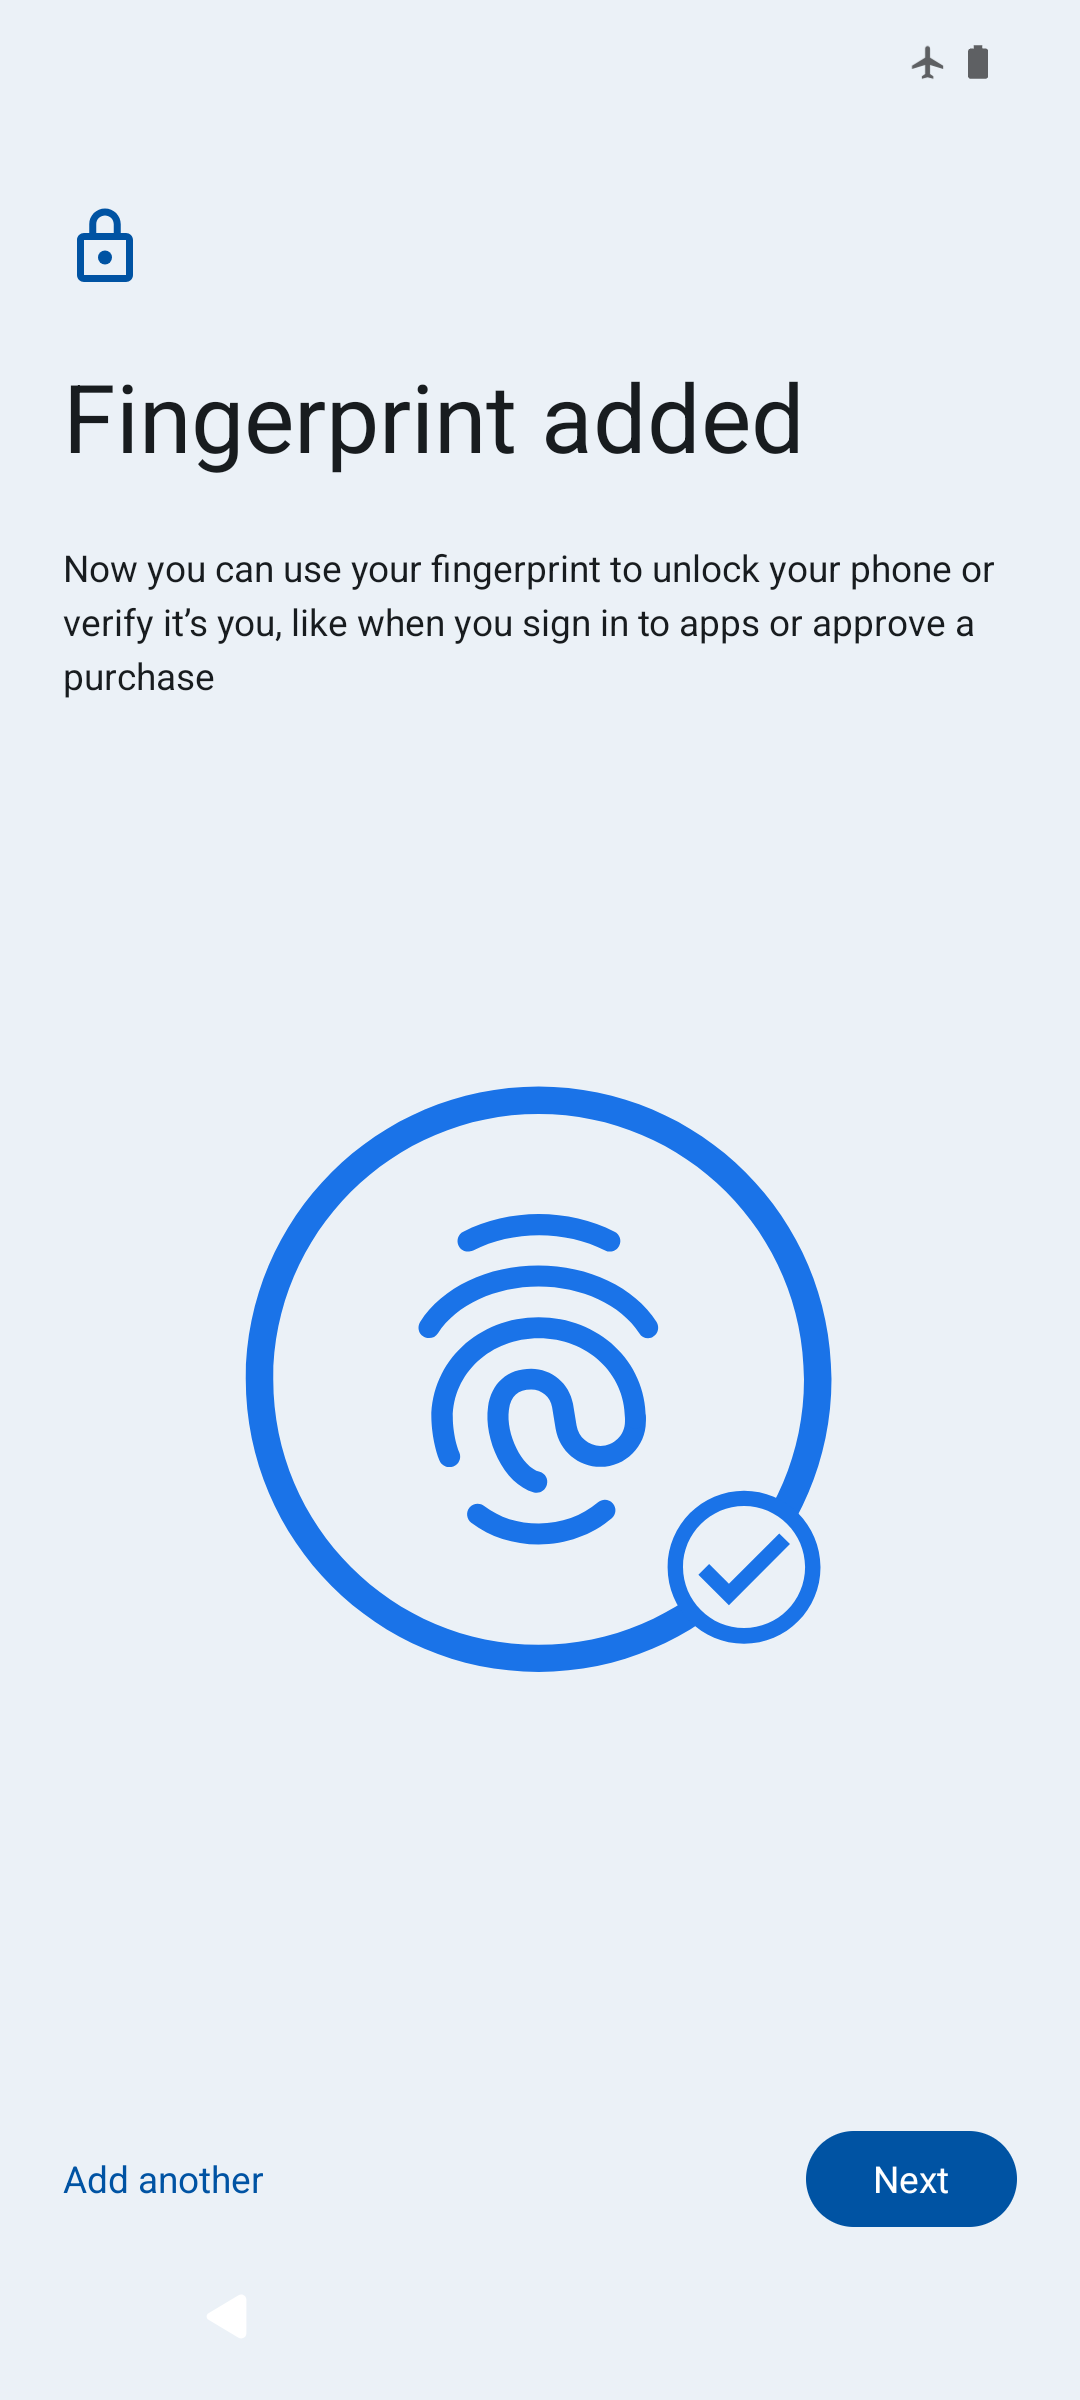 Fingerprint added
Now you can use your fingerprint to unlock your phone or
verify it’s you, like when you sign in to apps or approve a
purchase
Add another
Next